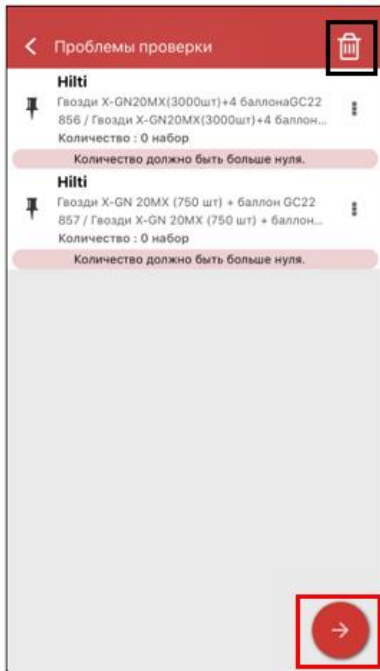 Проблемы проверки
Hilti
Гвозди X-GN20MX(3000шт)+4 баллонаGC22
856 / Гвозди X-GN20MX(3000шт)+4 баллон...
Количество : 0 набор
Количество должно быть больше нуля.
Hilti
Гвозди X-GN 20MX (750 шт) + баллон GC22
857 / Гвозди X-GN 20MX (750 шт) + баллон...
Количество : 0 набор
Количество должно быть больше нуля.